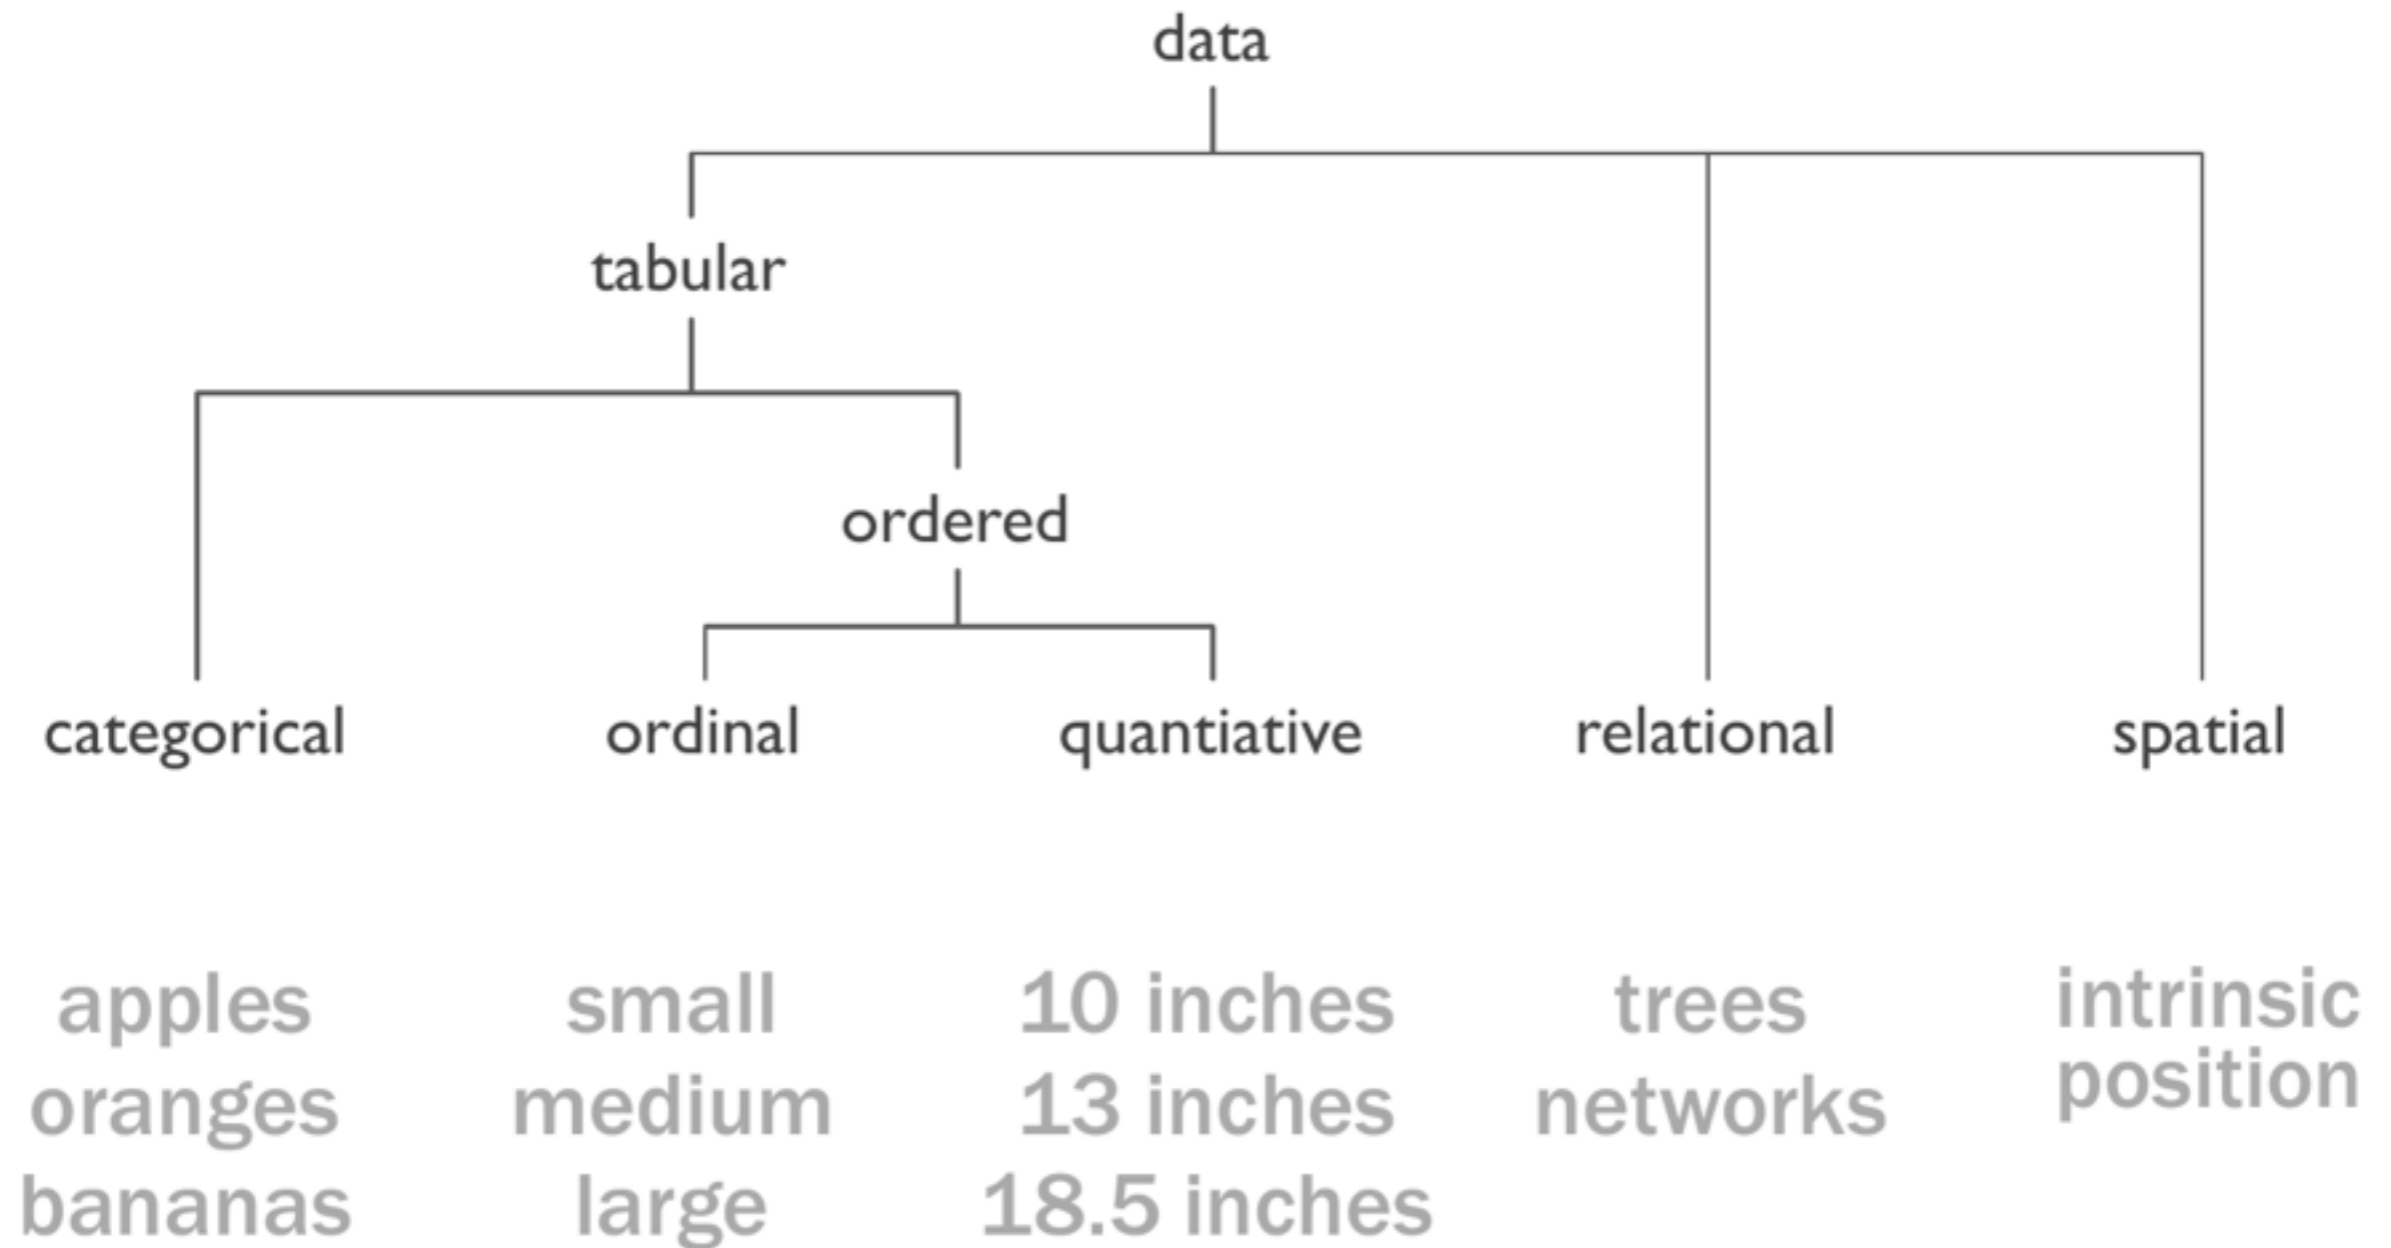 data
tabular
ordered
categorical ordinal quantiative relational spatial
apples small 10 inches trees intrinsic
position
oranges medium 13 inches networks
bananas large 18.5 inches